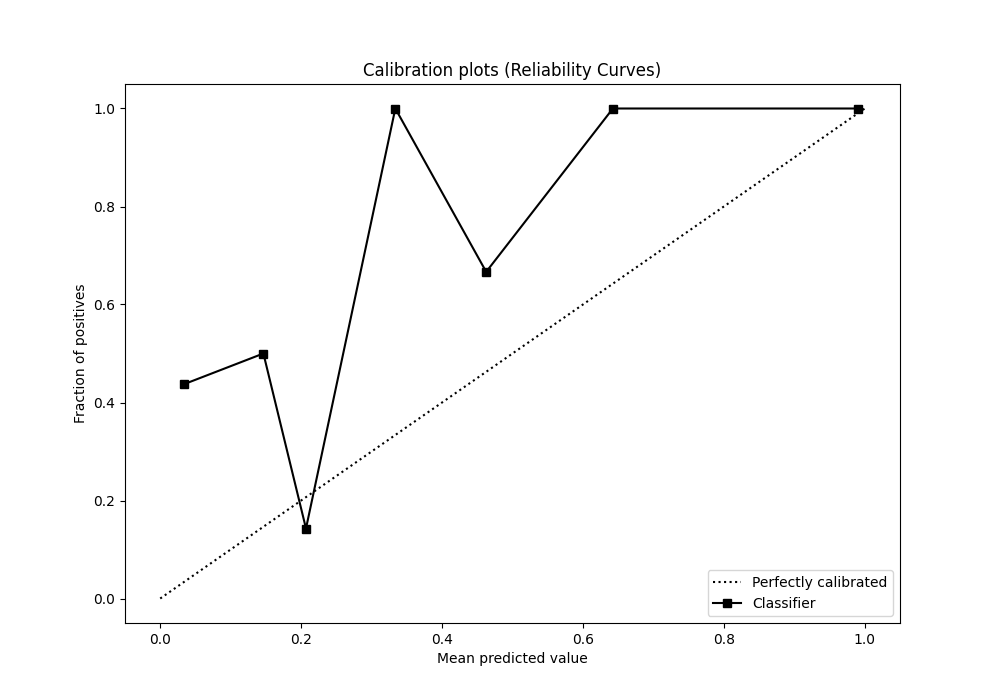 Calibration plots (Reliability Curves)
1.0
0.8
0.6
0.4
0.2
0.0
Fraction of positives
0.0 0.2 0.4 0.6 0.8 1.0
Mean predicted value
Perfectly calibrated
Classifier